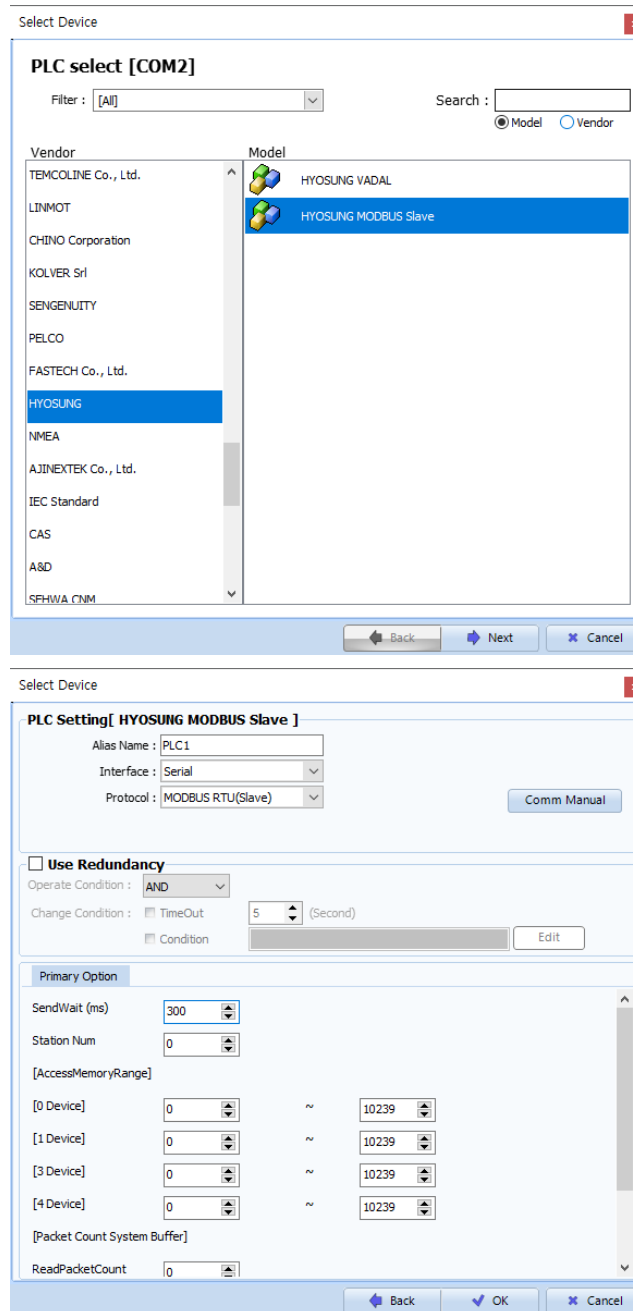 Select Device
PLC select [COM2]
Filter : [All]
Search :
Model Vendor
Vendor
TEMCOLINE Co., Ltd.
LINMOT
CHINO Corporation
KOLVER Srl
SENGENUITY
PELCO
FASTECH Co., Ltd.
HYOSUNG
NMEA
AJINEXTEK Co., Ltd.
IEC Standard
CAS
A&D
SEHWA CNM
Model
HYOSUNG VADAL
HYOSUNG MODBUS Slave
Back Next Cancel
Select Device
PLC Setting[ HYOSUNG MODBUS Slave ]
Alias Name : PLC1
Interface : Serial
Protocol : MODBUS RTU(Slave)
Comm Manual
Use Redundancy
Operate Condition : AND
Change Condition : TimeOut 5 (Second)
Condition Edit
Primary Option
SendWait (ms) 300
Station Num 0
[AccessMemoryRange]
[0 Device] 0 ~ 10239
[1 Device] 0 ~ 10239
[3 Device] 0 ~ 10239
[4 Device] 0 ~ 10239
[Packet Count System Buffer]
ReadPacketCount 0
Back OK Cancel